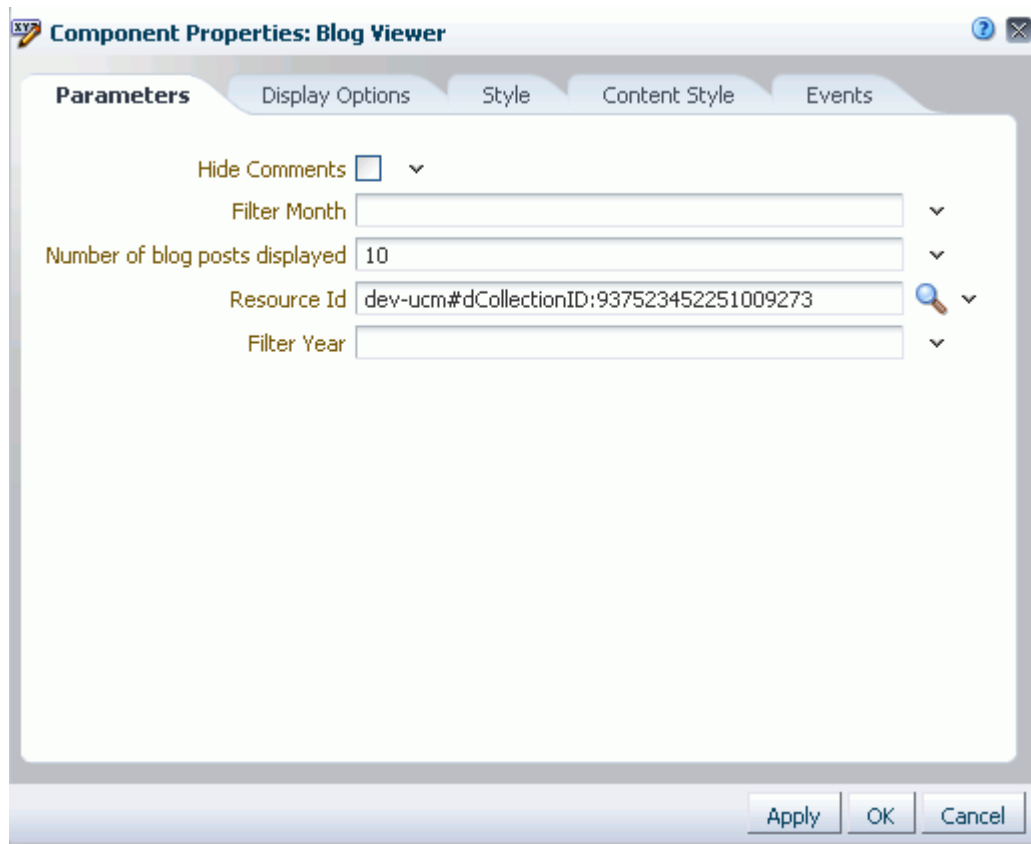 Component Properties: Blog Viewer
Parameters Display Options Style Content Style Events
Hide Comments
Filter Month
Number of blog posts displayed 10
Resource Id dev-ucm#dCollectionID:937523452251009273
Filter Year
Apply OK Cancel